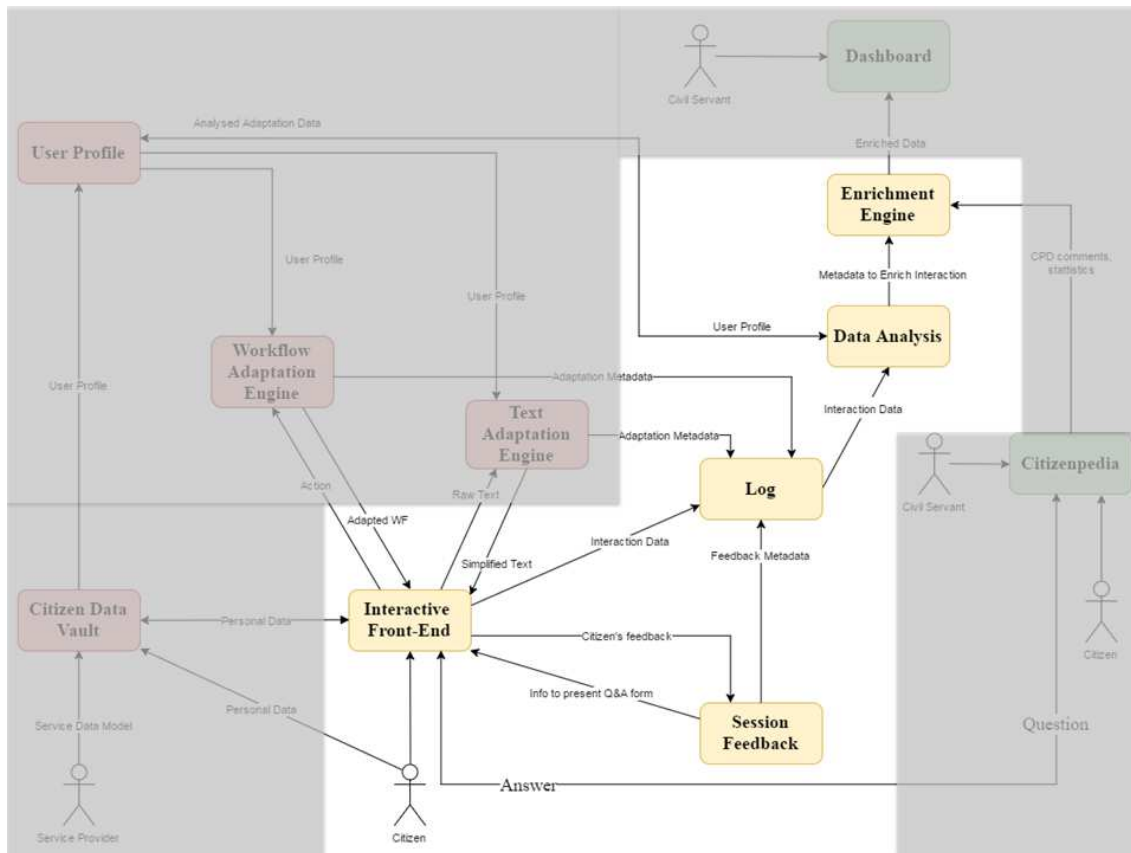 Dashboard
Civil Servant
Analysed Adaptation Data
User Profile
Enriched Data
Enrichment
Engine
CPD comments,
stattistics
User Profile
Metadata to Enrich Interaction
User Profile
User Profile
Data Analysis
Workflow
Adaptation
Engine
User Profile
Adaptation Metadata
Interaction Data
Text
Adaptation
Engine
Adaptation Metadata
Citizenpedia
Log
Action
Raw Text
Civil Servant
Adapted WF
Interaction Data
Feedback Metadata
Simplified Text
Citizen Data
Vault
Personal Data
Interactive
Front-End
Citizen's feedback
Citizen
Info to present Q&A form
Personal Data
Service Data Model
Session
Feedback
Question
Answer
Service Provider
Citizen